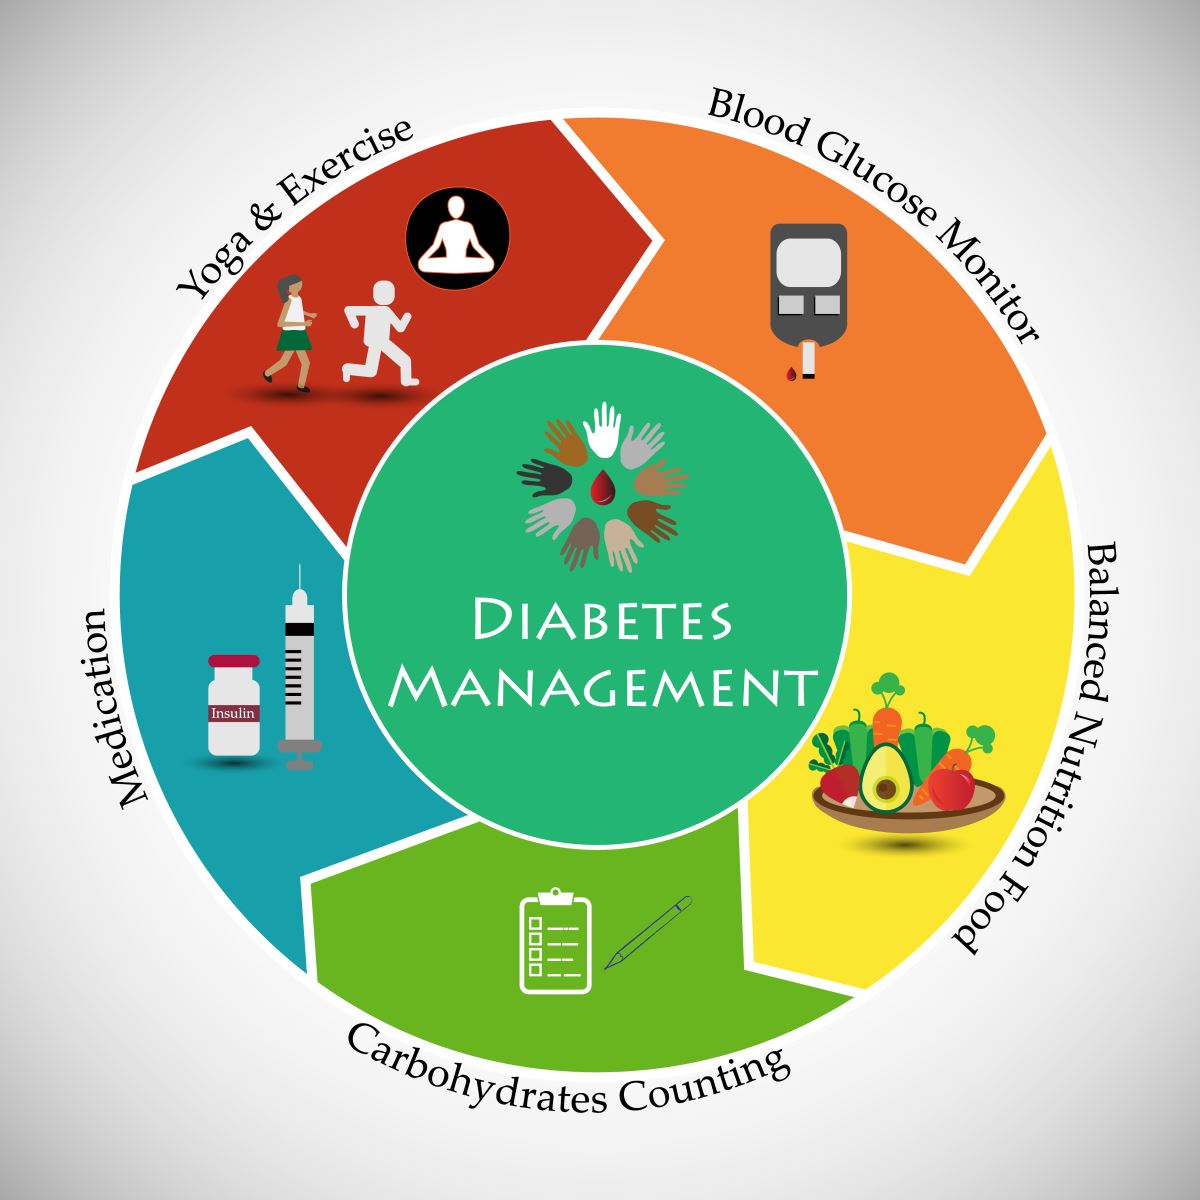 Yoga & Exercise
Blood Glucose Monitor
Balanced Nutrition Food
Carbohydrates Counting
Medication
Insulin
DIABETES
MANAGEMENT